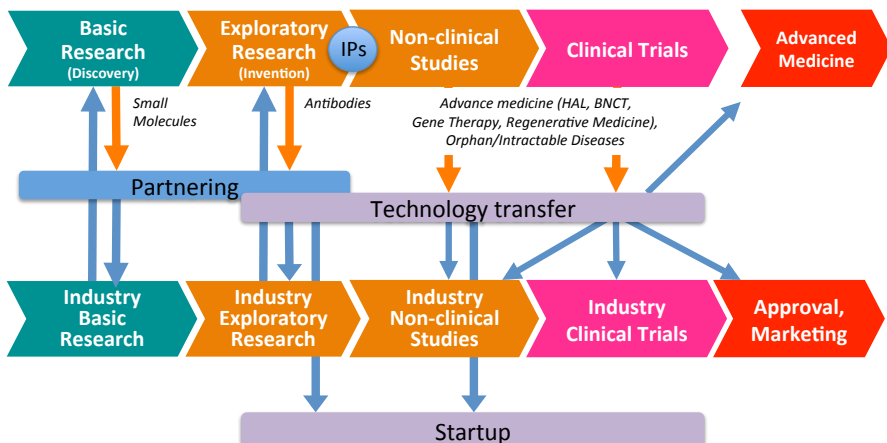 Basic
Research
(Discovery)
Exploratory
Research
(Invention)
IPs
Non-clinical
Studies
Clinical Trials
Advanced
Medicine
Small
Molecules
Antibodies
Advance medicine (HAL, BNCT,
Gene Therapy, Regenerative Medicine),
Orphan/Intractable Diseases
Partnering
Technology transfer
Industry
Basic
Research
Industry
Exploratory
Research
Industry
Non-clinical
Studies
Industry
Clinical Trials
Approval,
Marketing
Startup